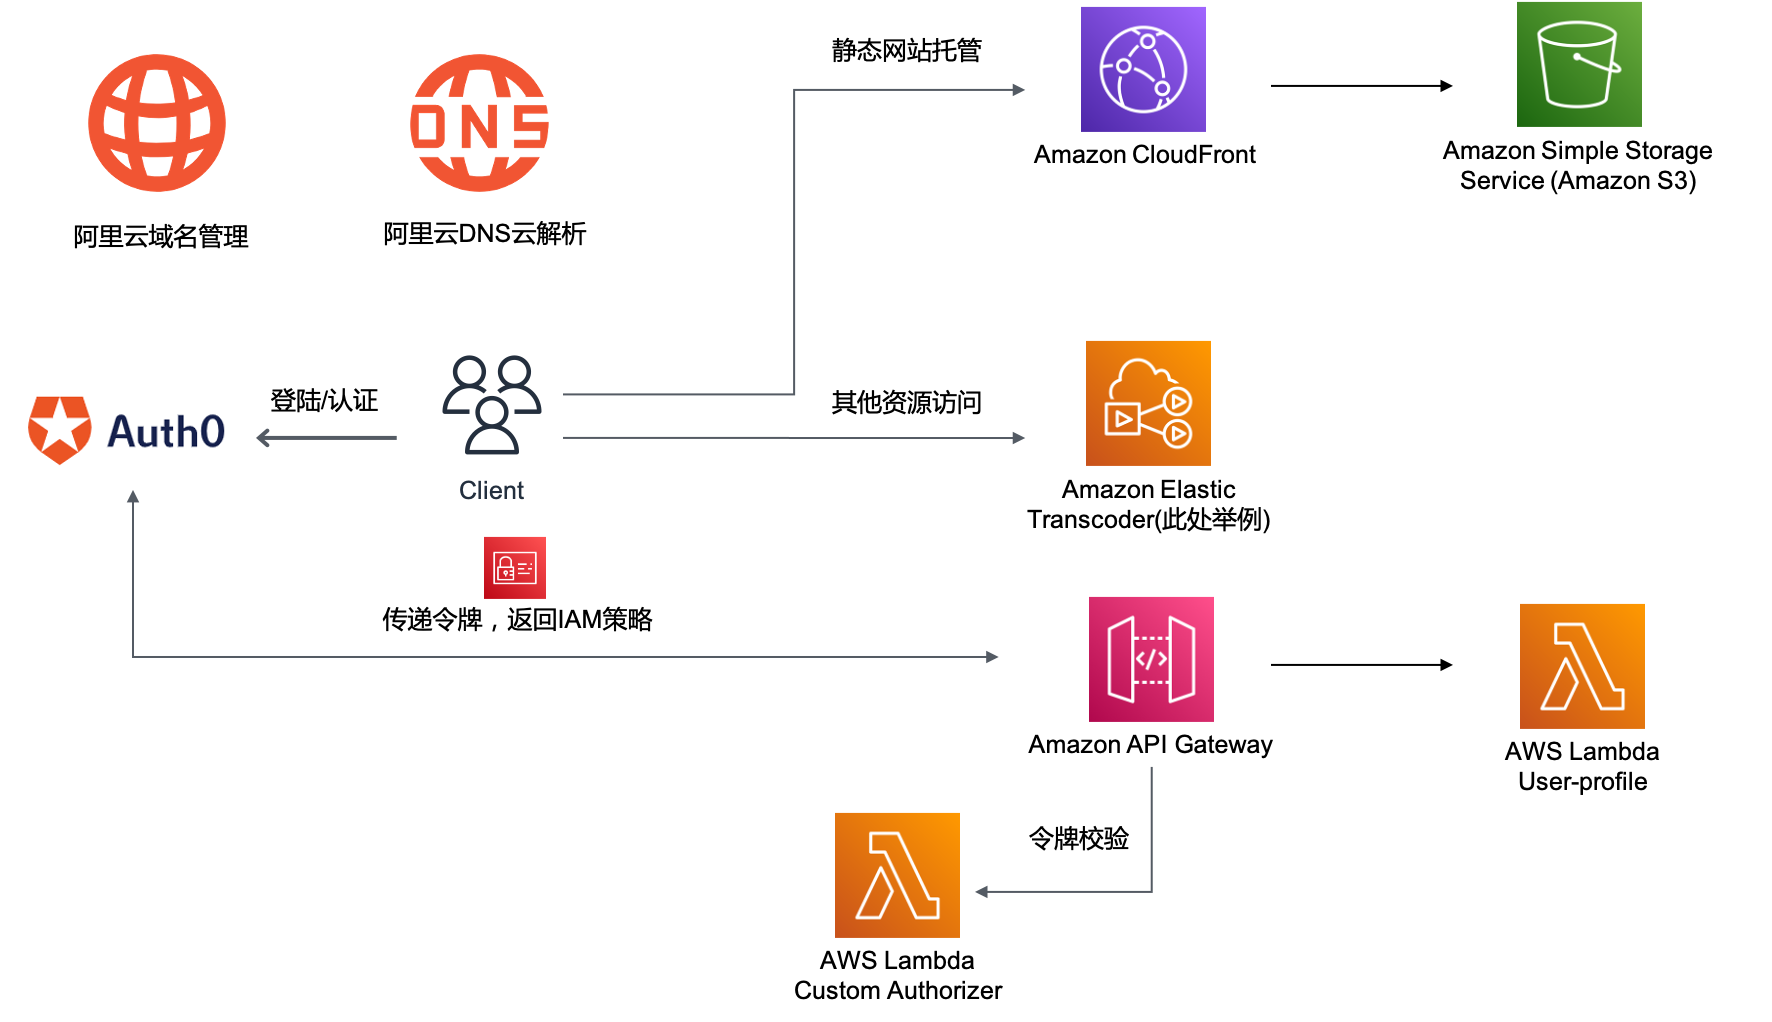 静态网站托管
Amazon CloudFront
Amazon Simple Storage
Service (Amazon S3)
DNS
阿里云域名管理
阿里云DNS云解析
登陆/认证
Auth0
Client
其他资源访问
Amazon Elastic
Transcoder(此处举例)
传递令牌，返回IAM策略
</>
Amazon API Gateway
AWS Lambda
User-profile
令牌校验
AWS Lambda
Custom Authorizer